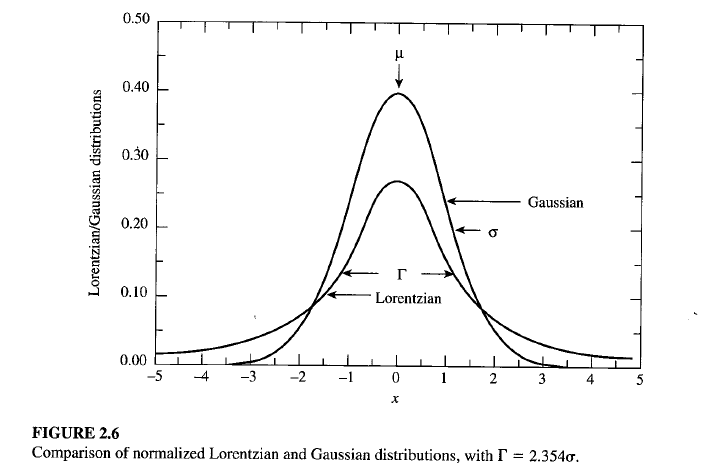 0.50
μ
0.40
Lorentzian/Gaussian distributions
0.30
Gaussian
0.20
σ
Γ
0.10
Lorentzian
0.00
−5 −4 −3 −2 −1 0 1 2 3 4 5
x
FIGURE 2.6
Comparison of normalized Lorentzian and Gaussian distributions, with Γ = 2.354σ.